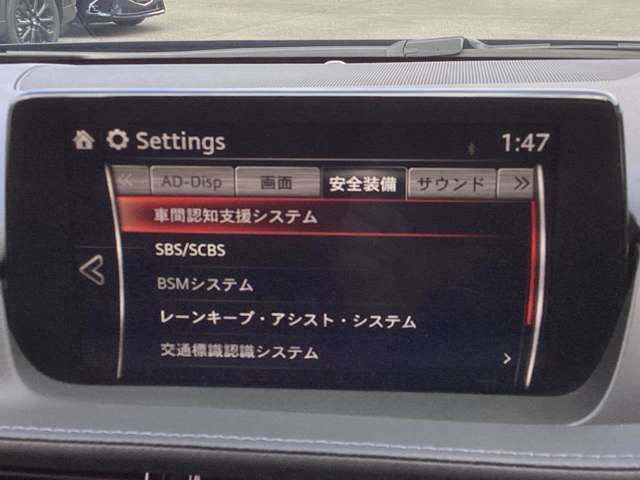 Settings 1:47
AD-Disp 画面 安全装備 サウンド
車間認知支援システム
SBS/SCBS
BSMシステム
レーンキープ・アシスト・システム
交通標識認識システム